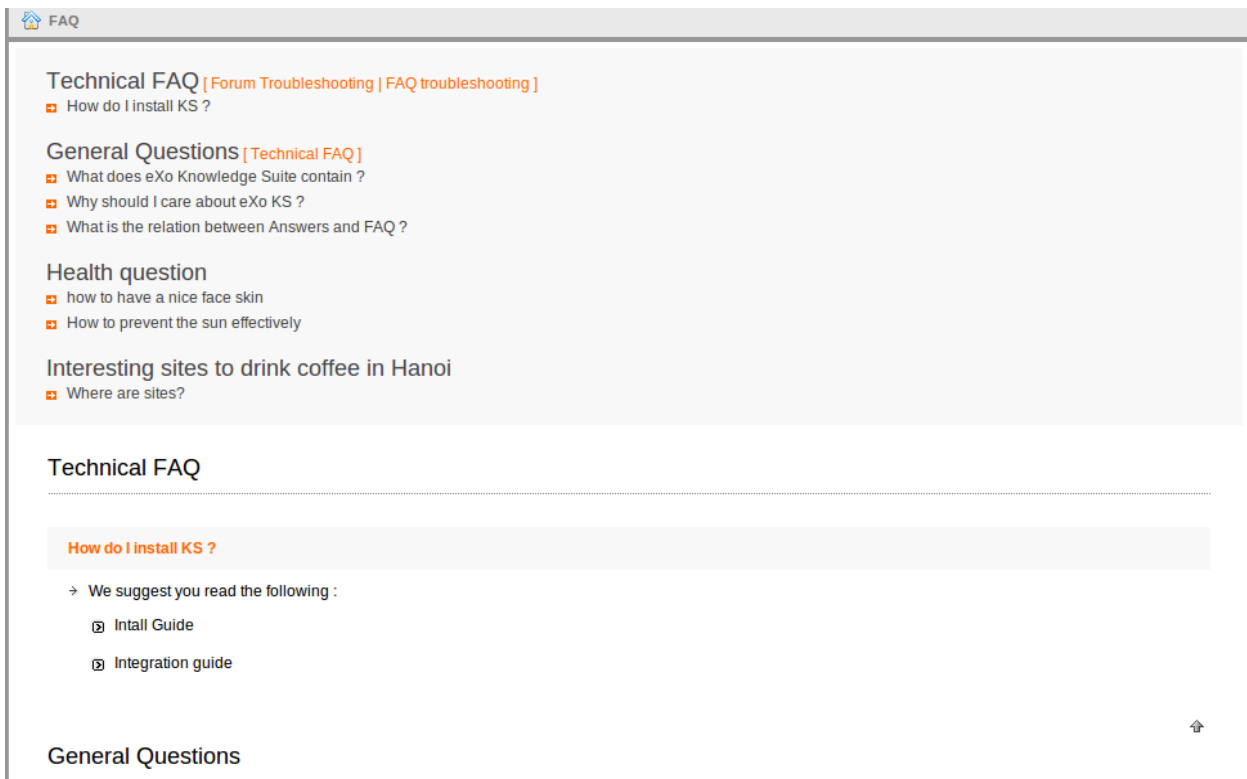 FAQ
Technical FAQ [ Forum Troubleshooting | FAQ troubleshooting ]
How do I install KS ?
General Questions [ Technical FAQ ]
What does eXo Knowledge Suite contain ?
Why should I care about eXo KS ?
What is the relation between Answers and FAQ ?
Health question
how to have a nice face skin
How to prevent the sun effectively
Interesting sites to drink coffee in Hanoi
Where are sites?
Technical FAQ
How do I install KS ?
We suggest you read the following :
Intall Guide
Integration guide
General Questions